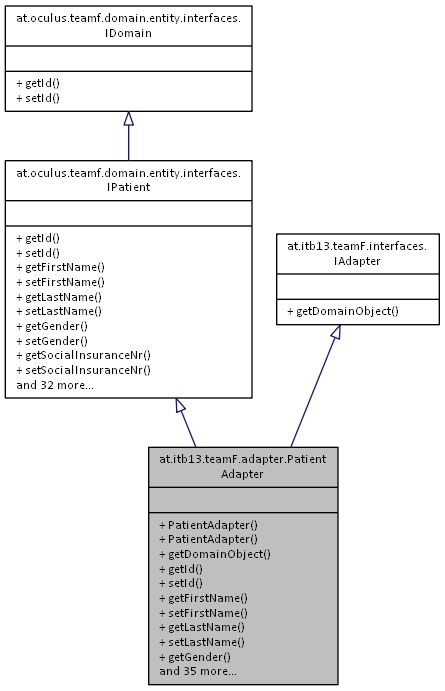 at.oculus.teamf.domain.entity.interfaces.
IDomain
+ getId()
+ setId()
at.oculus.teamf.domain.entity.interfaces.
IPatient
+ getId()
+ setId()
+ getFirstName()
+ setFirstName()
+ getLastName()
+ setLastName()
+ getGender()
+ setGender()
+ getSocialInsuranceNr()
+ setSocialInsuranceNr()
and 32 more...
at.itb13.teamF.interfaces.
IAdapter
+ getDomainObject()
at.itb13.teamF.adapter.Patient
Adapter
+ PatientAdapter()
+ PatientAdapter()
+ getDomainObject()
+ getId()
+ setId()
+ getFirstName()
+ setFirstName()
+ getLastName()
+ setLastName()
+ getGender()
and 35 more...